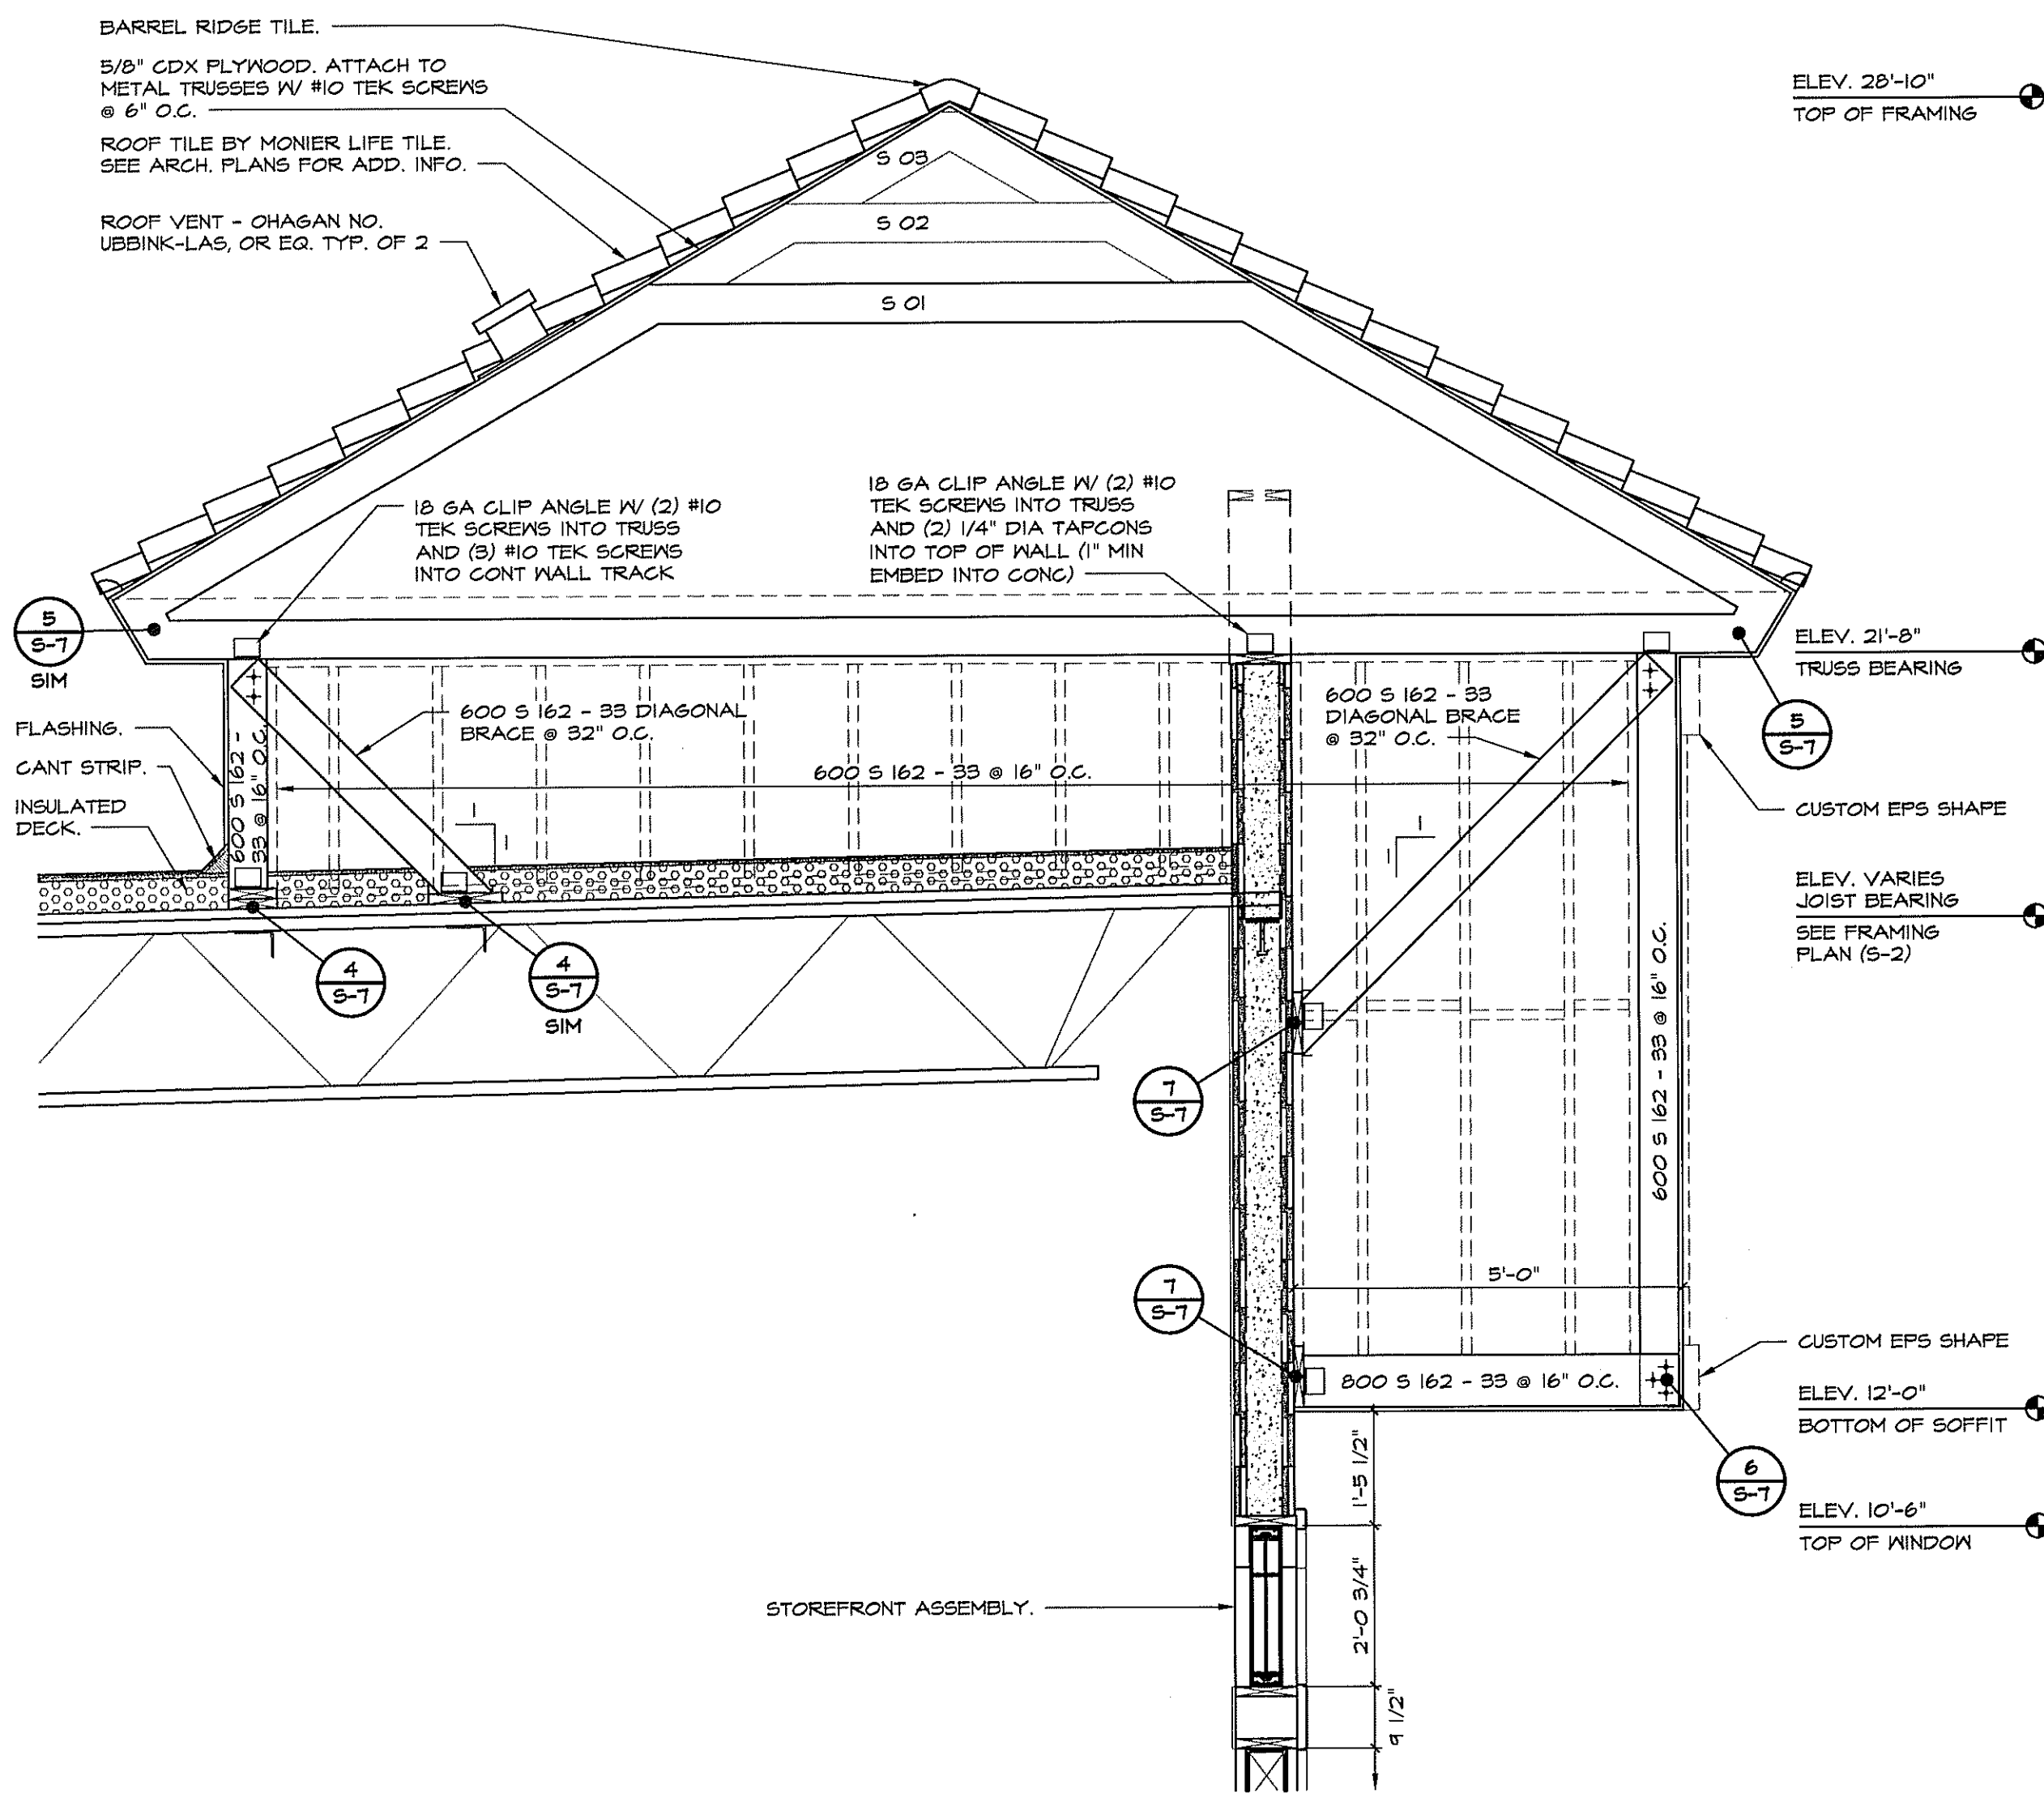 BARREL RIDGE TILE.
5/8" CDX PLYWOOD. ATTACH TO
METAL TRUSSES W/ #10 TEK SCREWS
@ 6" O.C.
ROOF TILE BY MONIER LIFE TILE.
SEE ARCH. PLANS FOR ADD. INFO.
ROOF VENT - OHAGAN NO.
UBBINK-LAS, OR EQ. TYP. OF 2
ELEV. 28'-10"
TOP OF FRAMING
S 03
S 02
S 01
18 GA CLIP ANGLE W/ (2) #10
TEK SCREWS INTO TRUSS
AND (3) #10 TEK SCREWS
INTO CONT WALL TRACK
18 GA CLIP ANGLE W/ (2) #10
TEK SCREWS INTO TRUSS
AND (2) 1/4" DIA TAPCONS
INTO TOP OF WALL (1" MIN
EMBED INTO CONC)
5
S-7
SIM
ELEV. 21'-8"
TRUSS BEARING
5
S-7
FLASHING.
CANT STRIP.
INSULATED
DECK.
600 S 162 -
33 @ 16" O.C.
600 S 162 - 33 DIAGONAL
BRACE @ 32" O.C.
600 S 162 - 33
DIAGONAL BRACE
@ 32" O.C.
600 S 162 - 33 @ 16" O.C.
1
1
1
1
CUSTOM EPS SHAPE
ELEV. VARIES
JOIST BEARING
SEE FRAMING
PLAN (S-2)
4
S-7
4
S-7
SIM
600 S 162 - 33 @ 16" O.C.
7
S-7
7
S-7
5'-0"
800 S 162 - 33 @ 16" O.C.
CUSTOM EPS SHAPE
ELEV. 12'-0"
BOTTOM OF SOFFIT
6
S-7
1'-5 1/2"
ELEV. 10'-6"
TOP OF WINDOW
STOREFRONT ASSEMBLY.
2'-0 3/4"
9 1/2"